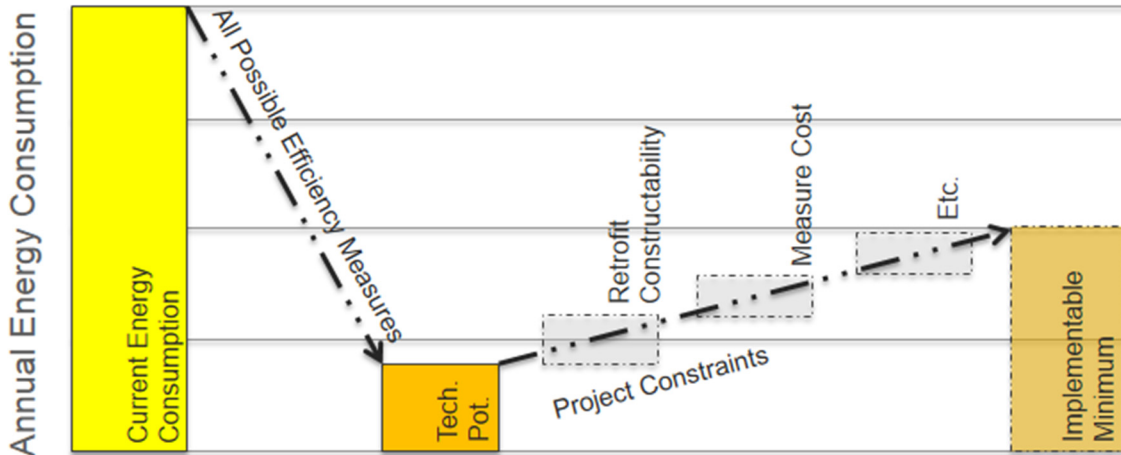 Annual Energy Consumption
Current Energy
Consumption
All Possible Efficiency Measures
Tech.
Pot.
Retrofit
Constructability
Measure Cost
Etc.
Project Constraints
Implementable
Minimum